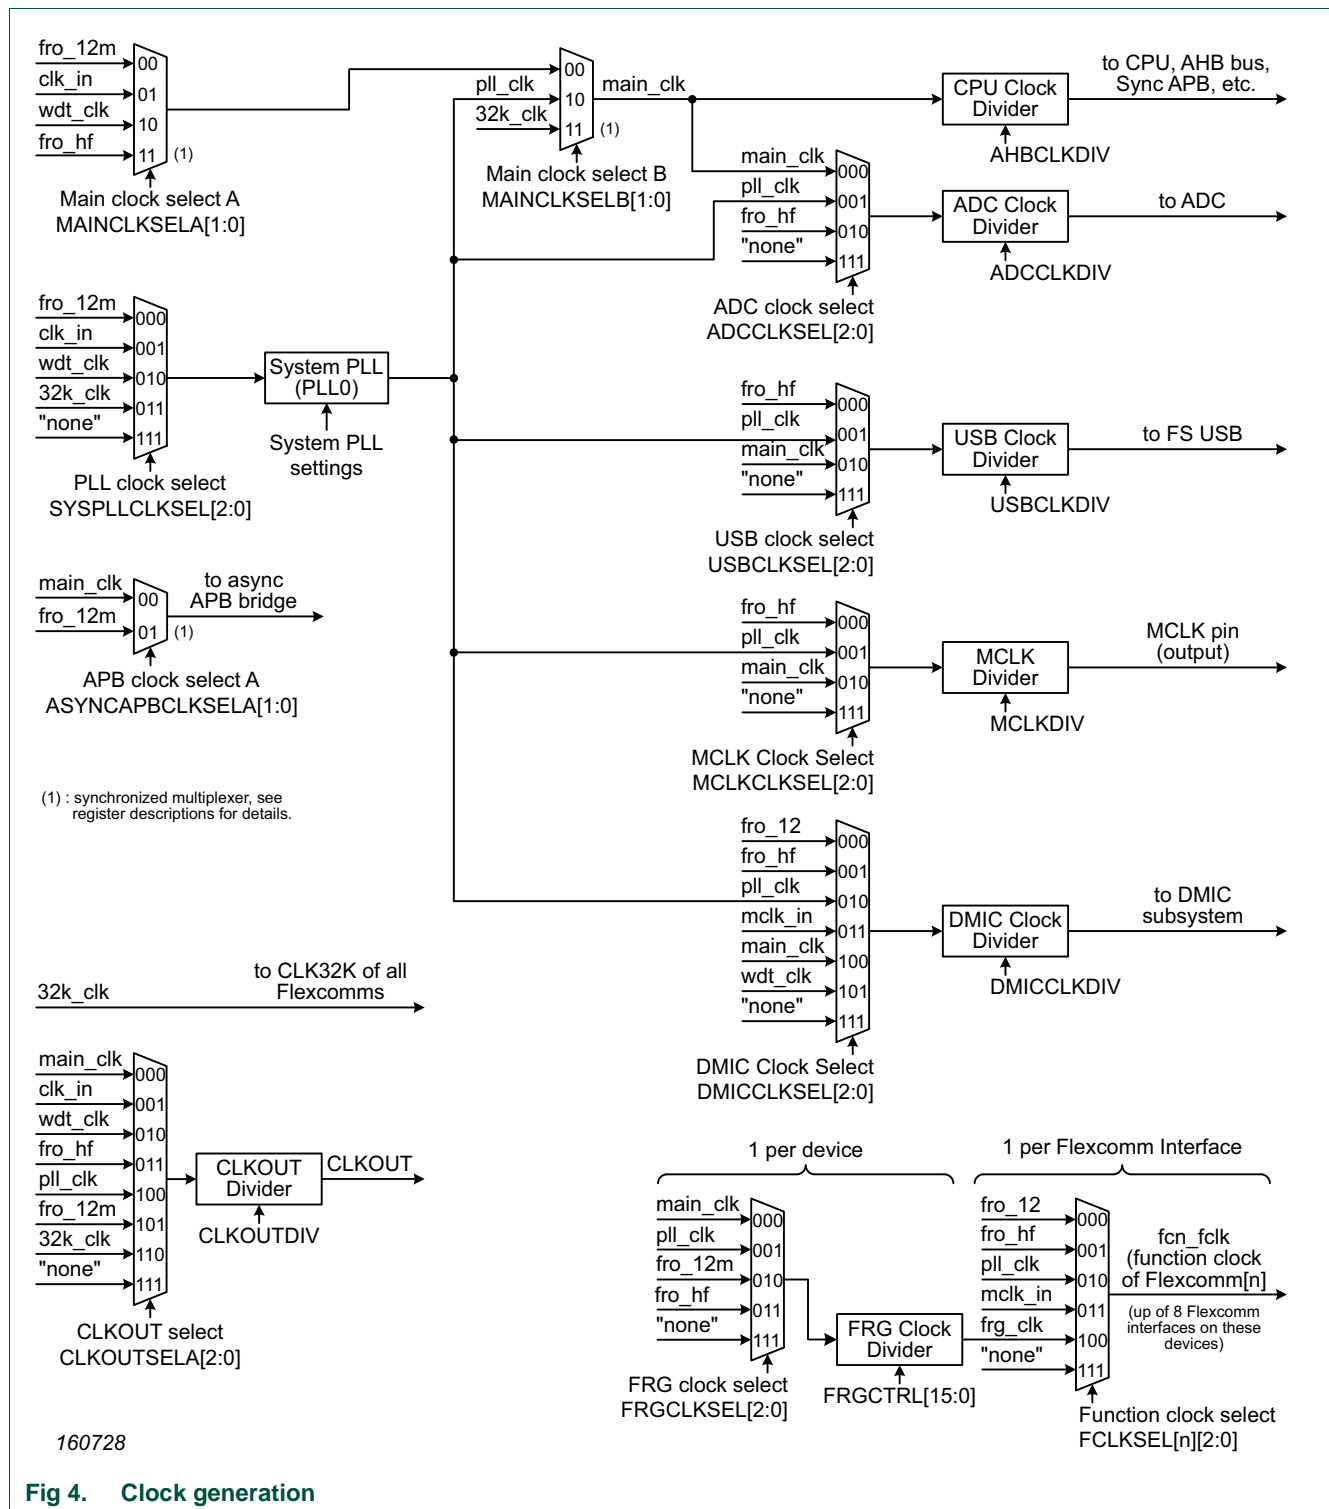 fro_12m
clk_in
wdt_clk
fro_hf
00
01
10
11
(1)
Main clock select A
MAINCLKSELA[1:0]
pll_clk
32k_clk
00
10
11
(1)
main_clk
Main clock select B
MAINCLKSELB[1:0]
CPU Clock
Divider
AHBCLKDIV
to CPU, AHB bus,
Sync APB, etc.
main_clk
pll_clk
fro_hf
"none"
000
001
010
111
ADC clock select
ADCCLKSEL[2:0]
ADC Clock
Divider
ADCCLKDIV
to ADC
fro_12m
clk_in
wdt_clk
32k_clk
"none"
000
001
010
011
111
PLL clock select
SYSPLLCLKSEL[2:0]
System PLL
(PLL0)
System PLL
settings
fro_hf
pll_clk
main_clk
"none"
000
001
010
111
USB clock select
USBCLKSEL[2:0]
USB Clock
Divider
USBCLKDIV
to FS USB
main_clk
fro_12m
00
01
(1)
to async
APB bridge
APB clock select A
ASYNCAPBCLKSELA[1:0]
fro_hf
pll_clk
main_clk
"none"
000
001
010
111
MCLK Clock Select
MCLKCLKSEL[2:0]
MCLK
Divider
MCLKDIV
MCLK pin
(output)
(1) : synchronized multiplexer, see
register descriptions for details.
fro_12
fro_hf
pll_clk
mclk_in
main_clk
wdt_clk
"none"
000
001
010
011
100
101
111
DMIC Clock Select
DMICCLKSEL[2:0]
DMIC Clock
Divider
DMICCLKDIV
to DMIC
subsystem
32k_clk
to CLK32K of all
Flexcomms
main_clk
clk_in
wdt_clk
fro_hf
pll_clk
fro_12m
32k_clk
"none"
000
001
010
011
100
101
110
111
CLKOUT select
CLKOUTSELA[2:0]
CLKOUT
Divider
CLKOUTDIV
CLKOUT
1 per device
main_clk
pll_clk
fro_12m
fro_hf
"none"
000
001
010
011
111
FRG clock select
FRGCLKSEL[2:0]
FRG Clock
Divider
FRGCTRL[15:0]
1 per Flexcomm Interface
fro_12
fro_hf
pll_clk
mclk_in
frg_clk
"none"
000
001
010
011
100
111
Function clock select
FCLKSEL[n][2:0]
fcn_fclk
(function clock
of Flexcomm[n]
(up of 8 Flexcomm
interfaces on these
devices)
160728
Fig 4. Clock generation